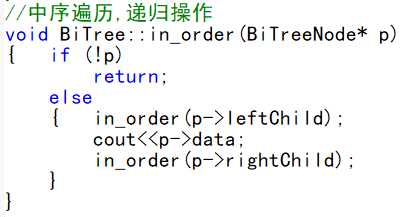 //中序遍历,递归操作
void BiTree::in_order(BiTreeNode* p)
{   if (!p)
        return;
    else
    {   in_order(p->leftChild);
        cout<<p->data;
        in_order(p->rightChild);
    }
}